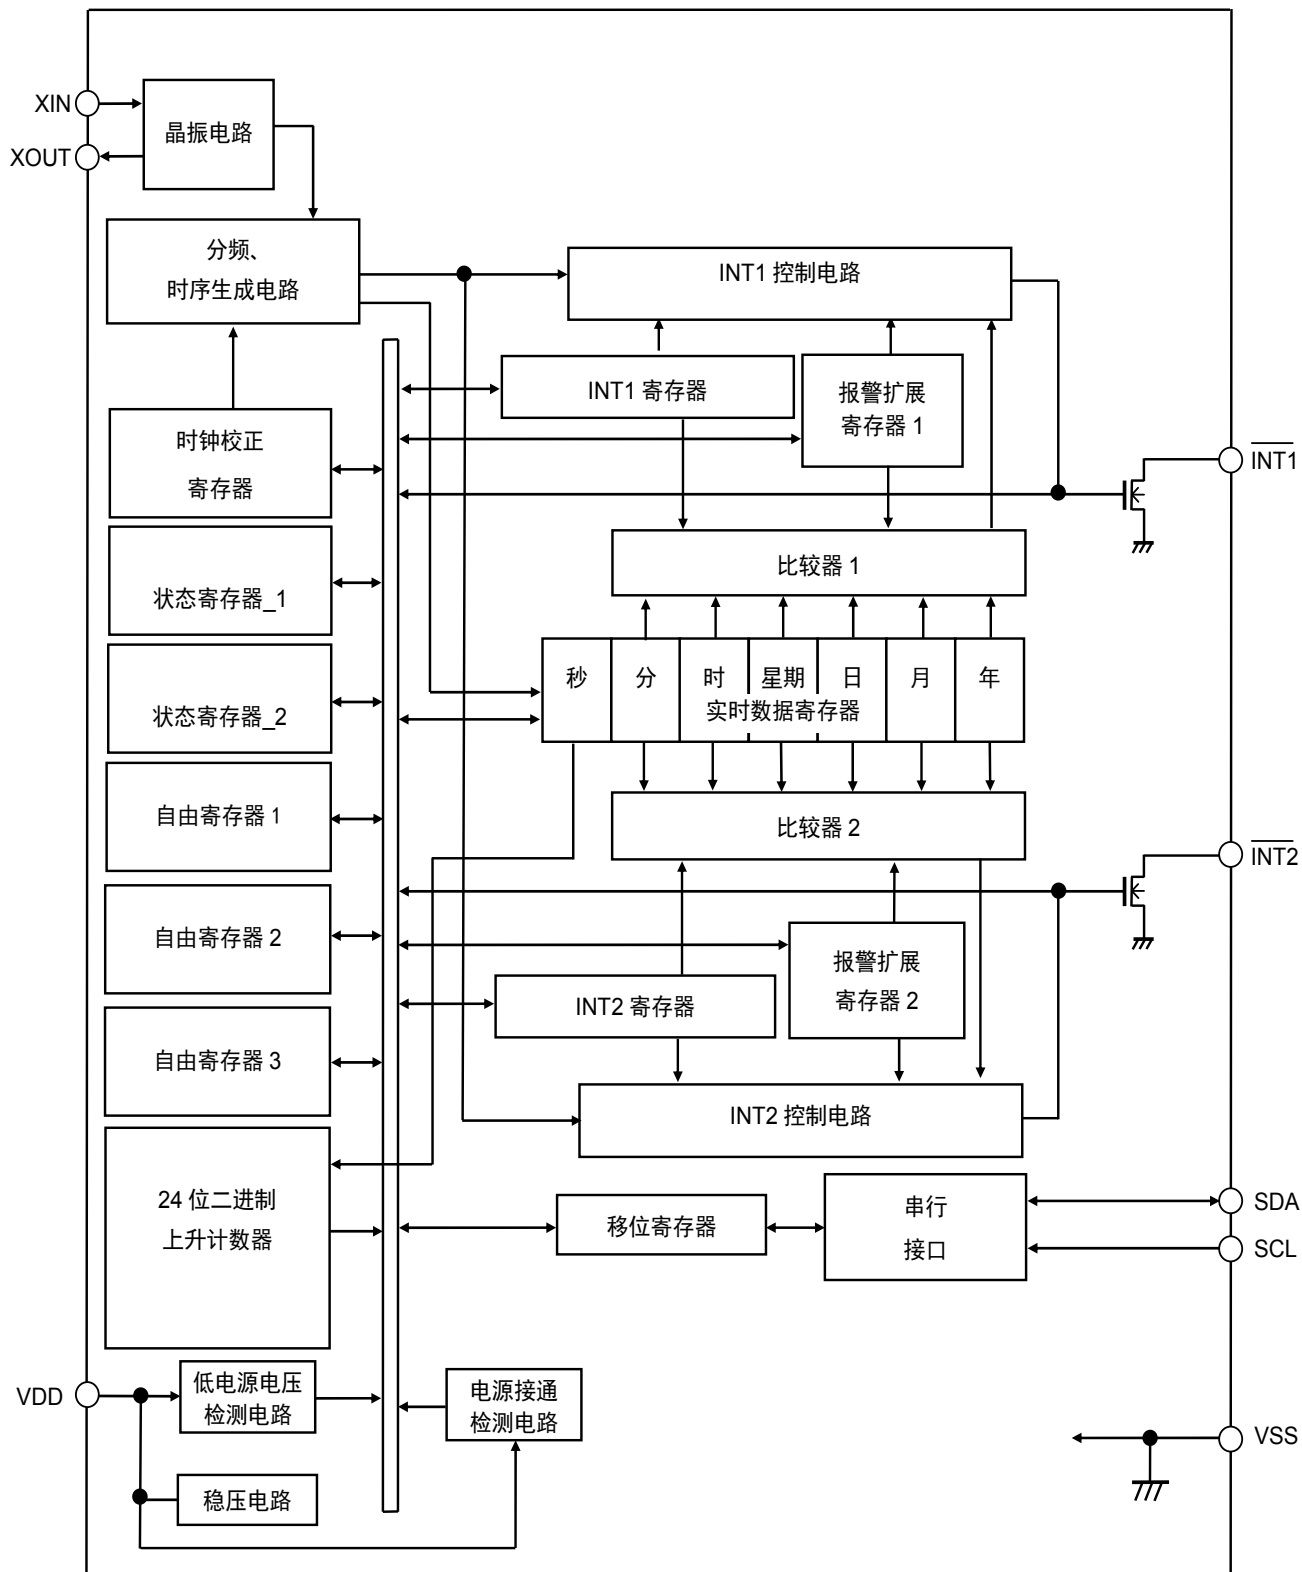 XIN
晶振电路
XOUT
分频、
时序生成电路
INT1 控制电路
INT1 寄存器
报警扩展
寄存器 1
时钟校正
寄存器
INT1
比较器 1
状态寄存器_1
秒 分 时 星期 日 月 年
实时数据寄存器
状态寄存器_2
自由寄存器 1
比较器 2
INT2
自由寄存器 2
报警扩展
寄存器 2
INT2 寄存器
自由寄存器 3
INT2 控制电路
24 位二进制
上升计数器
移位寄存器
串行
接口
SDA
SCL
VDD
低电源电压
检测电路
电源接通
检测电路
VSS
稳压电路